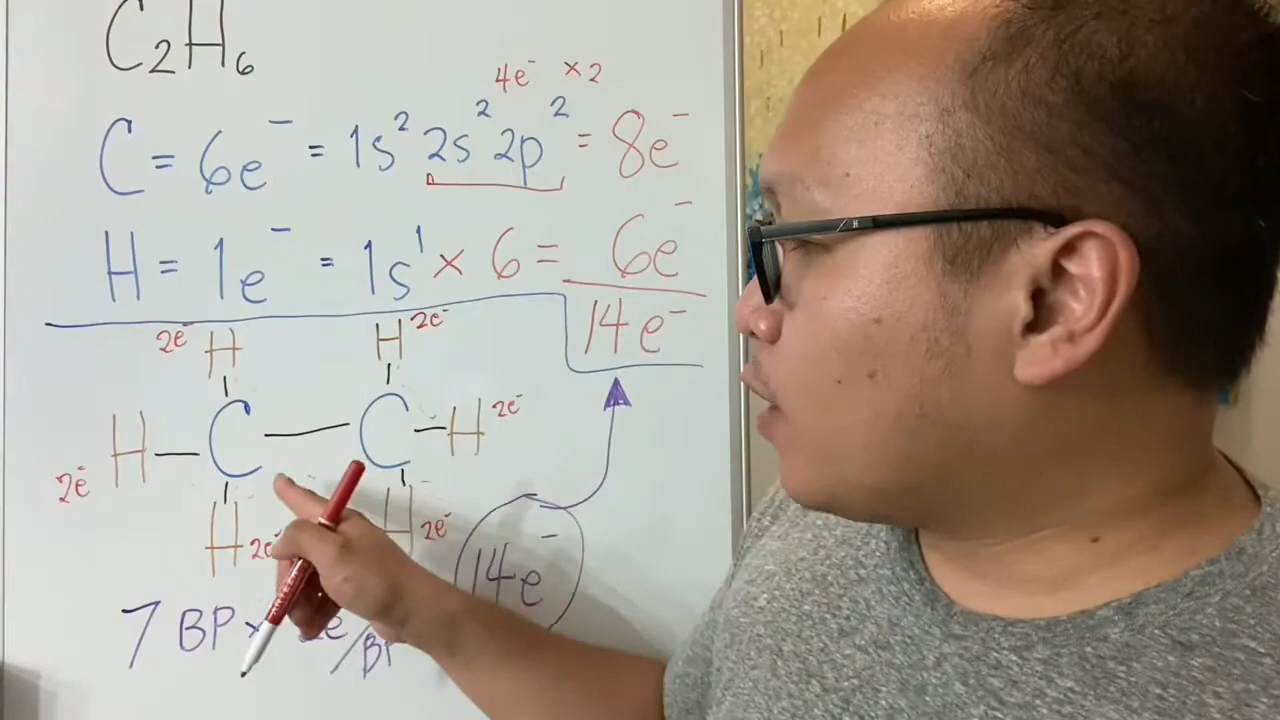 C₂H₆
4e⁻ × 2
C = 6e⁻ = 1s² 2s² 2p² = 8e⁻
H = 1e⁻ = 1s¹ × 6 = 6e⁻
14e⁻
2e⁻ H H 2e⁻
H — C — C — H 2e⁻
2e⁻
H 2e⁻ H 2e⁻
14e⁻
7 BP × e/BP